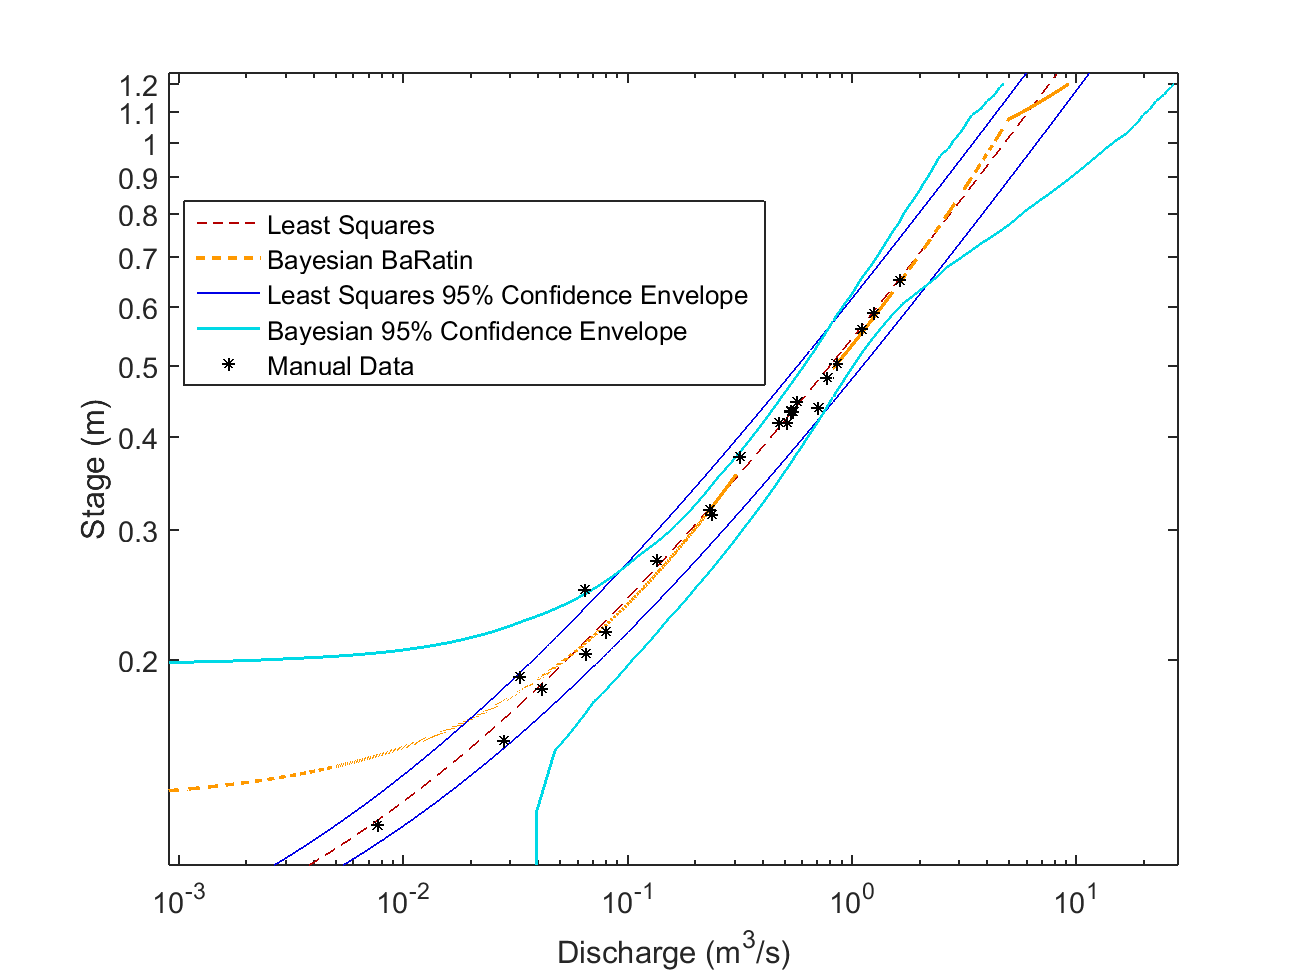 1.2
1.1
1
0.9
0.8
0.7
0.6
0.5
0.4
0.3
0.2
Stage (m)
Least Squares
Bayesian BaRatin
Least Squares 95% Confidence Envelope
Bayesian 95% Confidence Envelope
Manual Data
10-3 10-2 10-1 100 101
Discharge (m3/s)